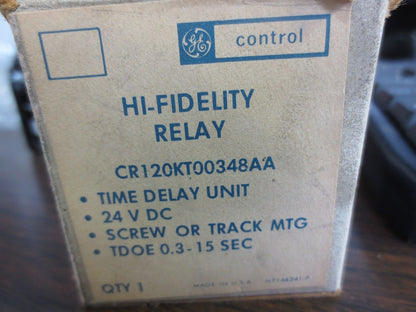 GE control
HI-FIDELITY
RELAY
CR120KT00348AA
• TIME DELAY UNIT
• 24 V DC
• SCREW OR TRACK MTG
• TDOE 0.3-15 SEC
QTY 1 MADE IN U.S.A.